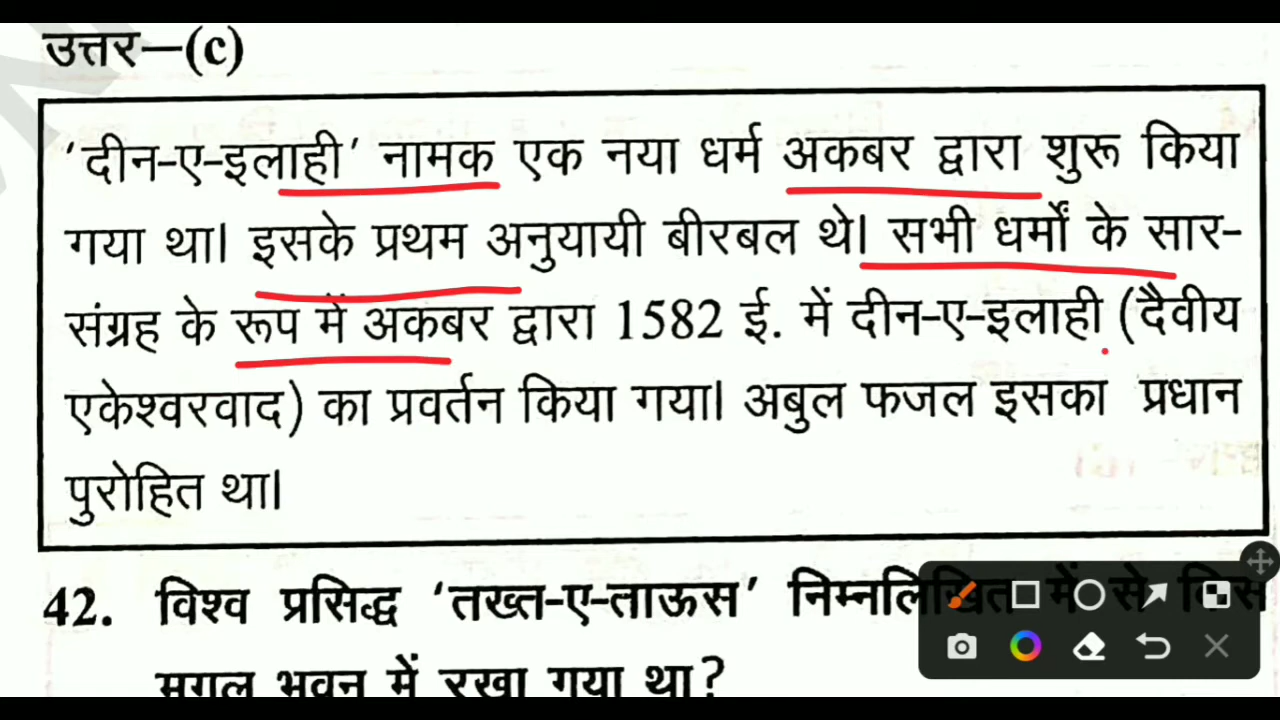 उत्तर–(c)
'दीन-ए-इलाही' नामक एक नया धर्म अकबर द्वारा शुरू किया
गया था। इसके प्रथम अनुयायी बीरबल थे। सभी धर्मों के सार-
संग्रह के रूप में अकबर द्वारा 1582 ई. में दीन-ए-इलाही (दैवीय
एकेश्वरवाद) का प्रवर्तन किया गया। अबुल फजल इसका प्रधान
पुरोहित था।
42. विश्व प्रसिद्ध 'तख्त-ए-ताऊस' निम्नलिखित में से किस
मुगल भवन में रखा गया था?